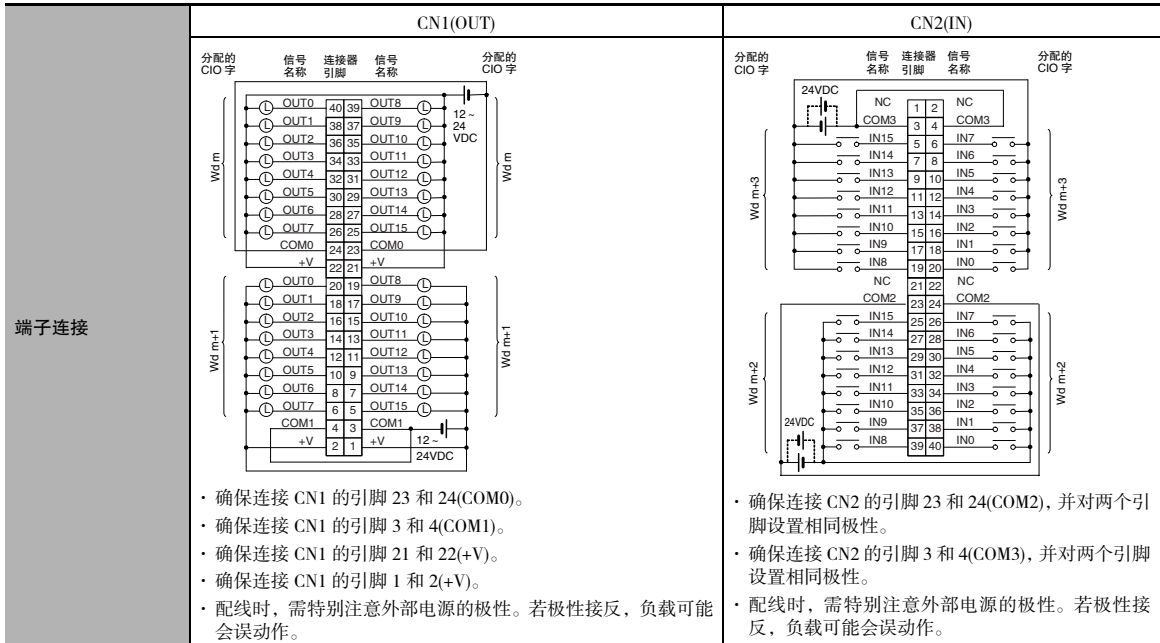 CN1(OUT)
CN2(IN)
端子连接
分配的 信号 连接器 信号 分配的
CIO 字 名称 引脚 名称 CIO 字
OUT0 40 39 OUT8
OUT1 38 37 OUT9
OUT2 36 35 OUT10
OUT3 34 33 OUT11
OUT4 32 31 OUT12
OUT5 30 29 OUT13
OUT6 28 27 OUT14
OUT7 26 25 OUT15
COM0 24 23 COM0
+V 22 21 +V
Wd m
Wd m
12 ~
24
VDC
OUT0 20 19 OUT8
OUT1 18 17 OUT9
OUT2 16 15 OUT10
OUT3 14 13 OUT11
OUT4 12 11 OUT12
OUT5 10 9 OUT13
OUT6 8 7 OUT14
OUT7 6 5 OUT15
COM1 4 3 COM1
+V 2 1 +V
Wd m+1
Wd m+1
12 ~
24VDC
· 确保连接 CN1 的引脚 23 和 24(COM0)。
· 确保连接 CN1 的引脚 3 和 4(COM1)。
· 确保连接 CN1 的引脚 21 和 22(+V)。
· 确保连接 CN1 的引脚 1 和 2(+V)。
· 配线时，需特别注意外部电源的极性。若极性接反，负载可能
会误动作。
分配的 信号 连接器 信号 分配的
CIO 字 名称 引脚 名称 CIO 字
24VDC
NC 1 2 NC
COM3 3 4 COM3
IN15 5 6 IN7
IN14 7 8 IN6
IN13 9 10 IN5
IN12 11 12 IN4
IN11 13 14 IN3
IN10 15 16 IN2
IN9 17 18 IN1
IN8 19 20 IN0
Wd m+3
Wd m+3
NC 21 22 NC
COM2 23 24 COM2
IN15 25 26 IN7
IN14 27 28 IN6
IN13 29 30 IN5
IN12 31 32 IN4
IN11 33 34 IN3
IN10 35 36 IN2
IN9 37 38 IN1
IN8 39 40 IN0
Wd m+2
Wd m+2
24VDC
· 确保连接 CN2 的引脚 23 和 24(COM2)，并对两个引
脚设置相同极性。
· 确保连接 CN2 的引脚 3 和 4(COM3)，并对两个引脚
设置相同极性。
· 配线时，需特别注意外部电源的极性。若极性接
反，负载可能会误动作。